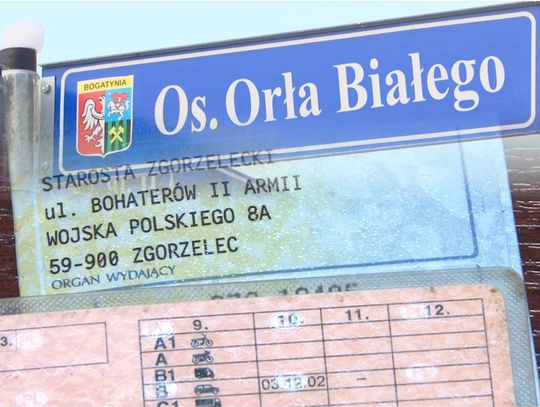 BOGATYNIA
Os. Orła Białego
STAROSTA ZGORZELECKI
ul. BOHATERÓW II ARMII
WOJSKA POLSKIEGO 8A
59-900 ZGORZELEC
ORGAN WYDAJĄCY
3. 9. 10. 11. 12.
A1
A
B1
B 03.12.02 –
C1